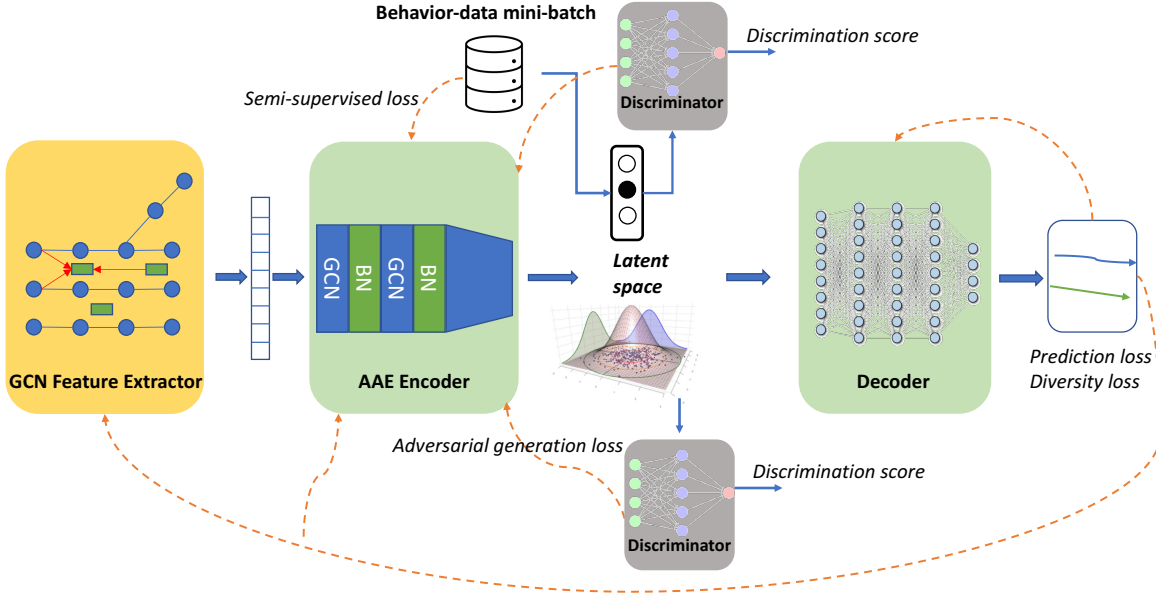 Behavior-data mini-batch
Discrimination score
Semi-supervised loss
Discriminator
GCN
BN
GCN
BN
Latent
space
GCN Feature Extractor
AAE Encoder
Decoder
Prediction loss
Diversity loss
Adversarial generation loss
Discrimination score
Discriminator